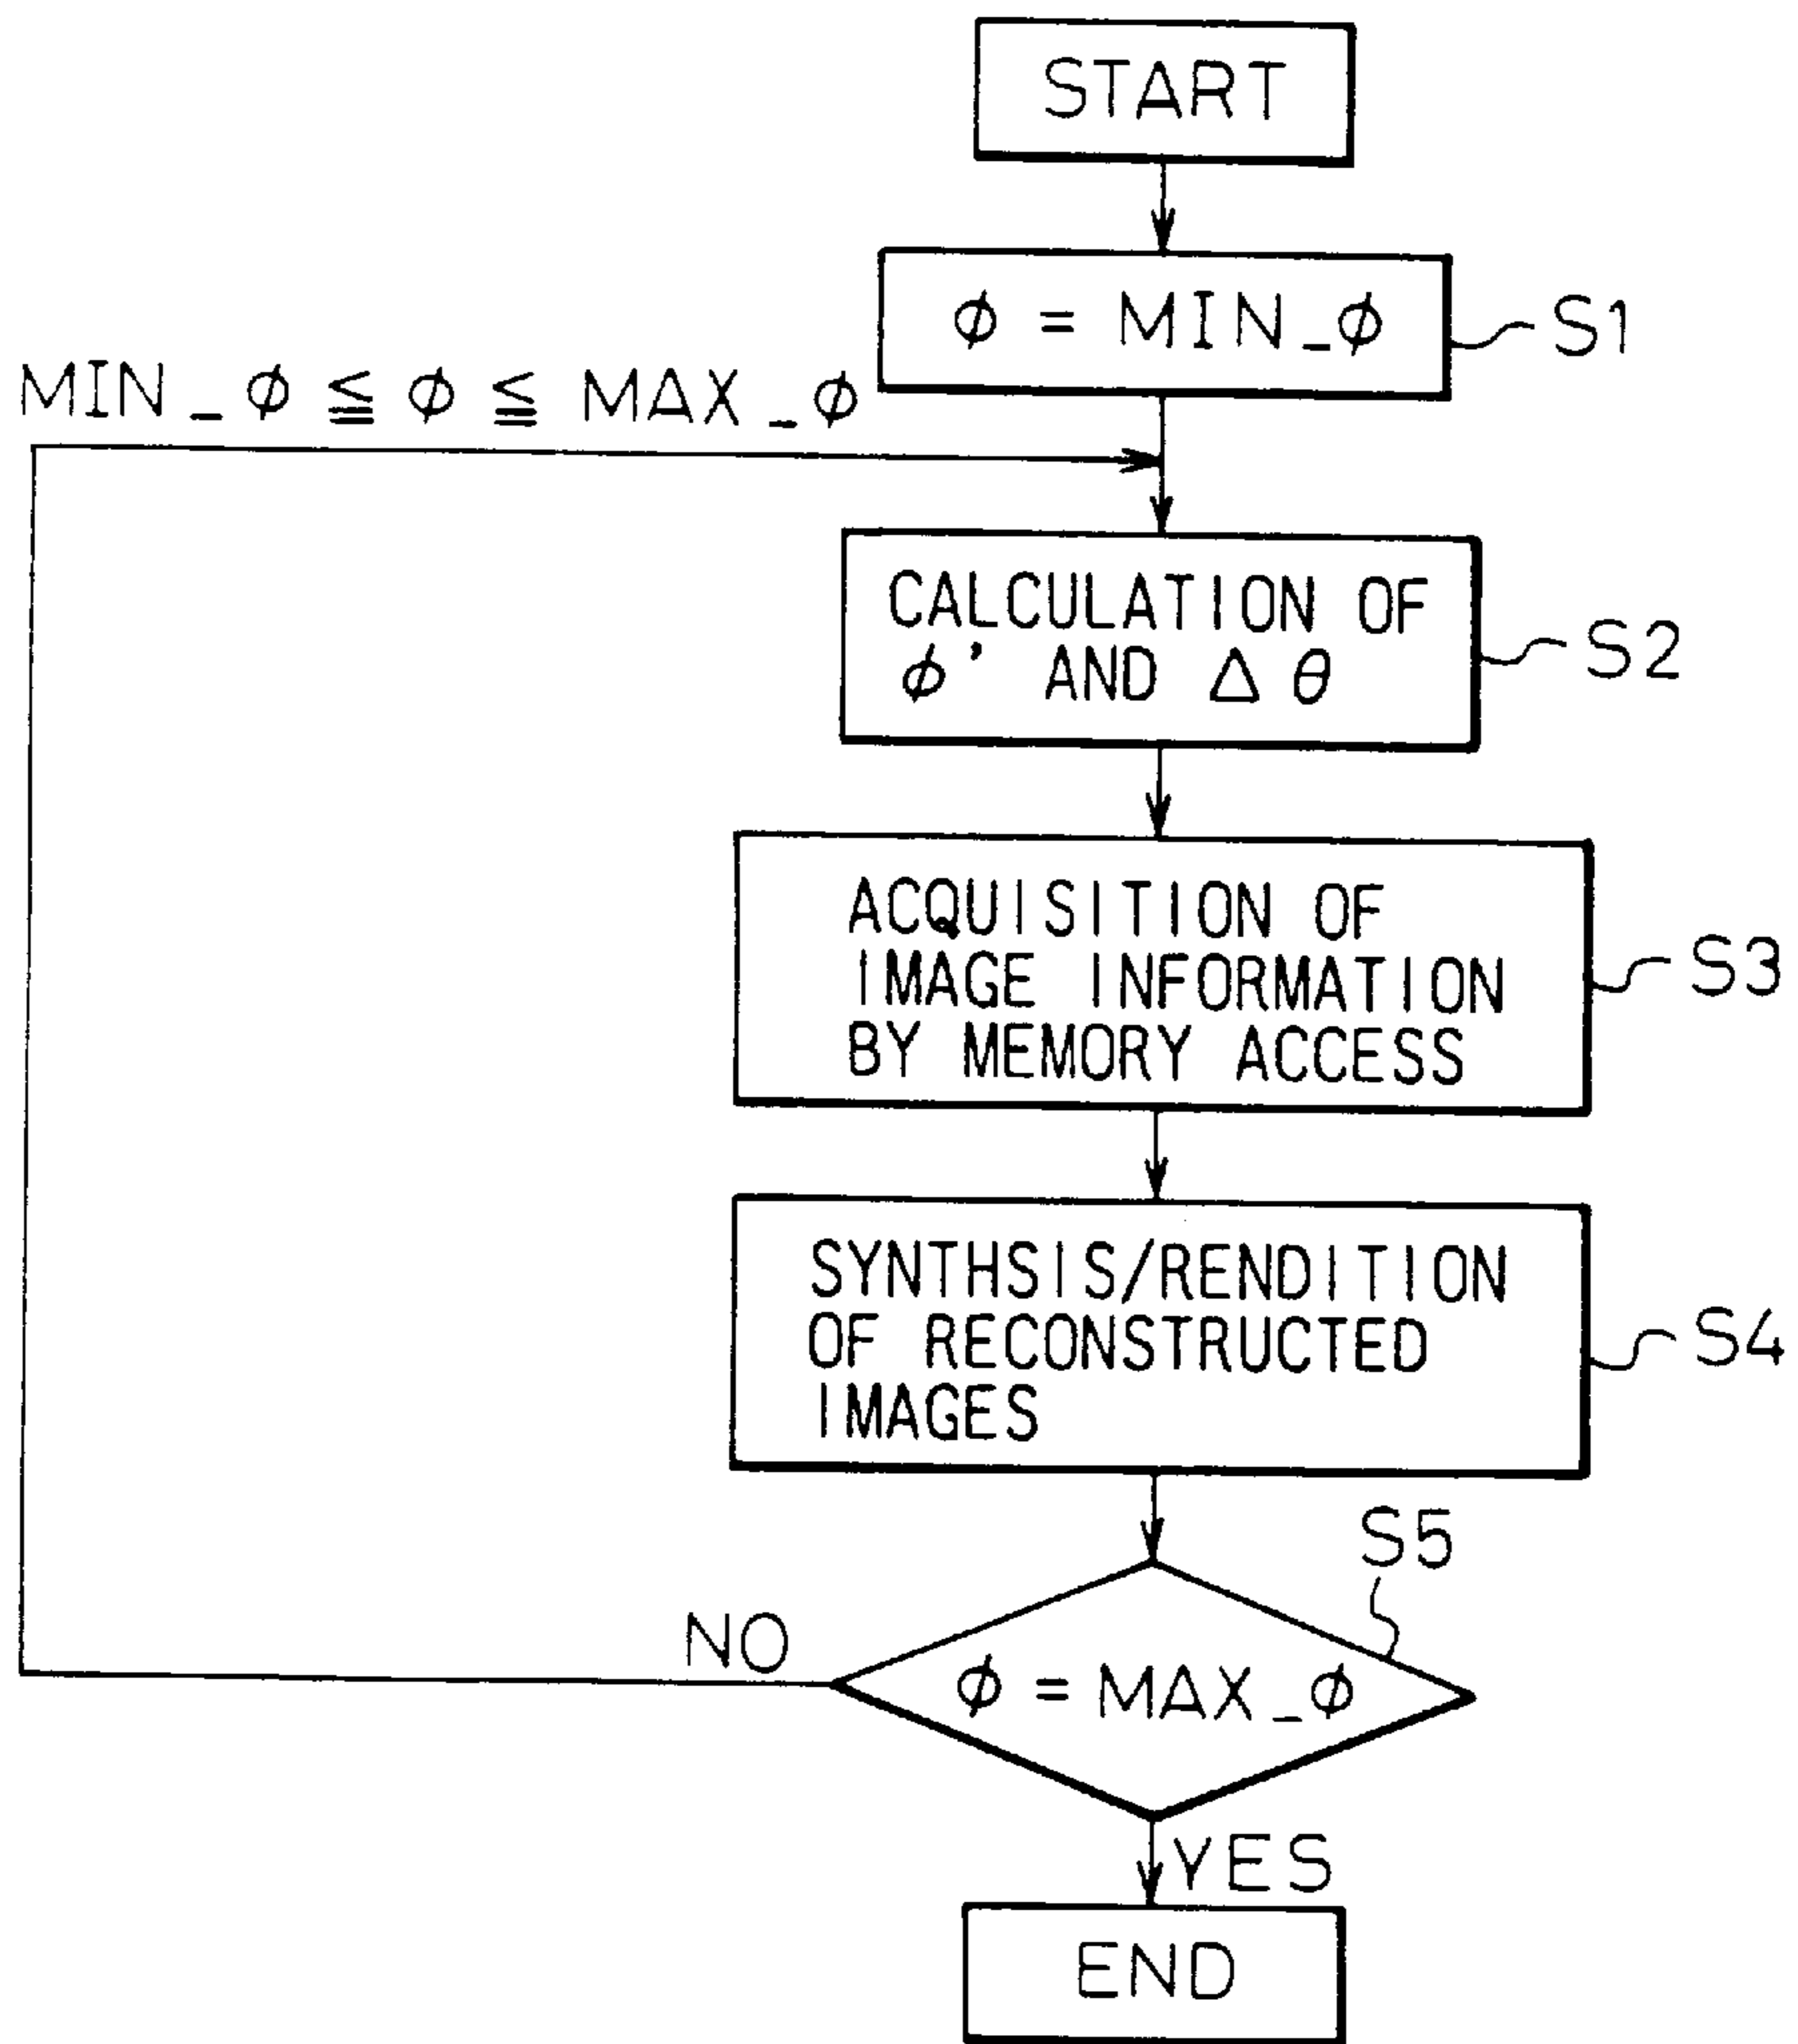 START
ϕ = MIN_ϕ
S1
MIN_ϕ ≦ ϕ ≦ MAX_ϕ
CALCULATION OF
ϕ' AND Δθ
S2
ACQUISITION OF
IMAGE INFORMATION
BY MEMORY ACCESS
S3
SYNTHSIS/RENDITION
OF RECONSTRUCTED
IMAGES
S4
S5
NO
ϕ = MAX_ϕ
YES
END